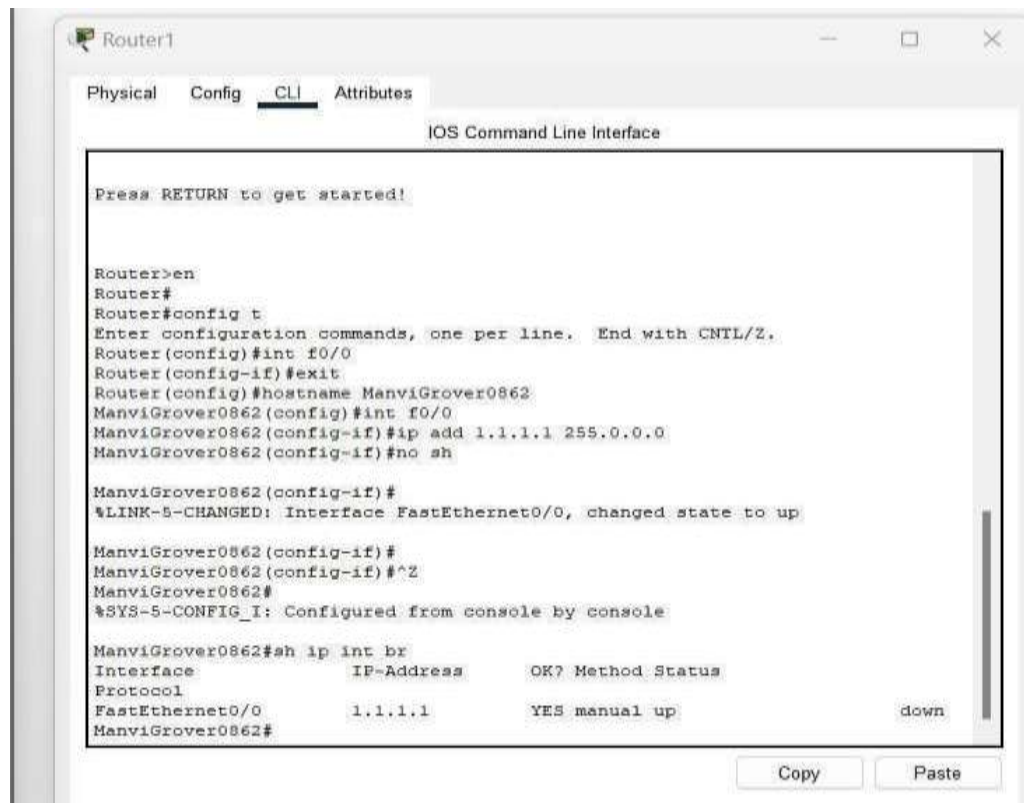 Router1
Physical Config CLI Attributes
IOS Command Line Interface
Press RETURN to get started!
Router>en
Router#
Router#config t
Enter configuration commands, one per line. End with CNTL/Z.
Router(config)#int f0/0
Router(config-if)#exit
Router(config)#hostname ManviGrover0862
ManviGrover0862(config)#int f0/0
ManviGrover0862(config-if)#ip add 1.1.1.1 255.0.0.0
ManviGrover0862(config-if)#no sh
ManviGrover0862(config-if)#
%LINK-5-CHANGED: Interface FastEthernet0/0, changed state to up
ManviGrover0862(config-if)#
ManviGrover0862(config-if)#^Z
ManviGrover0862#
%SYS-5-CONFIG_I: Configured from console by console
ManviGrover0862#sh ip int br
Interface IP-Address OK? Method Status
Protocol
FastEthernet0/0 1.1.1.1 YES manual up down
ManviGrover0862#
Copy Paste